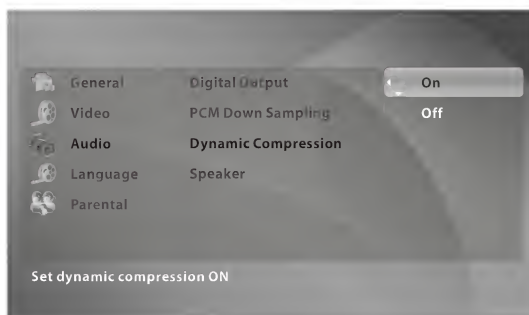 General
Video
Audio
Language
Parental
Digital Output
PCM Down Sampling
Dynamic Compression
Speaker
On
Off
Set dynamic compression ON